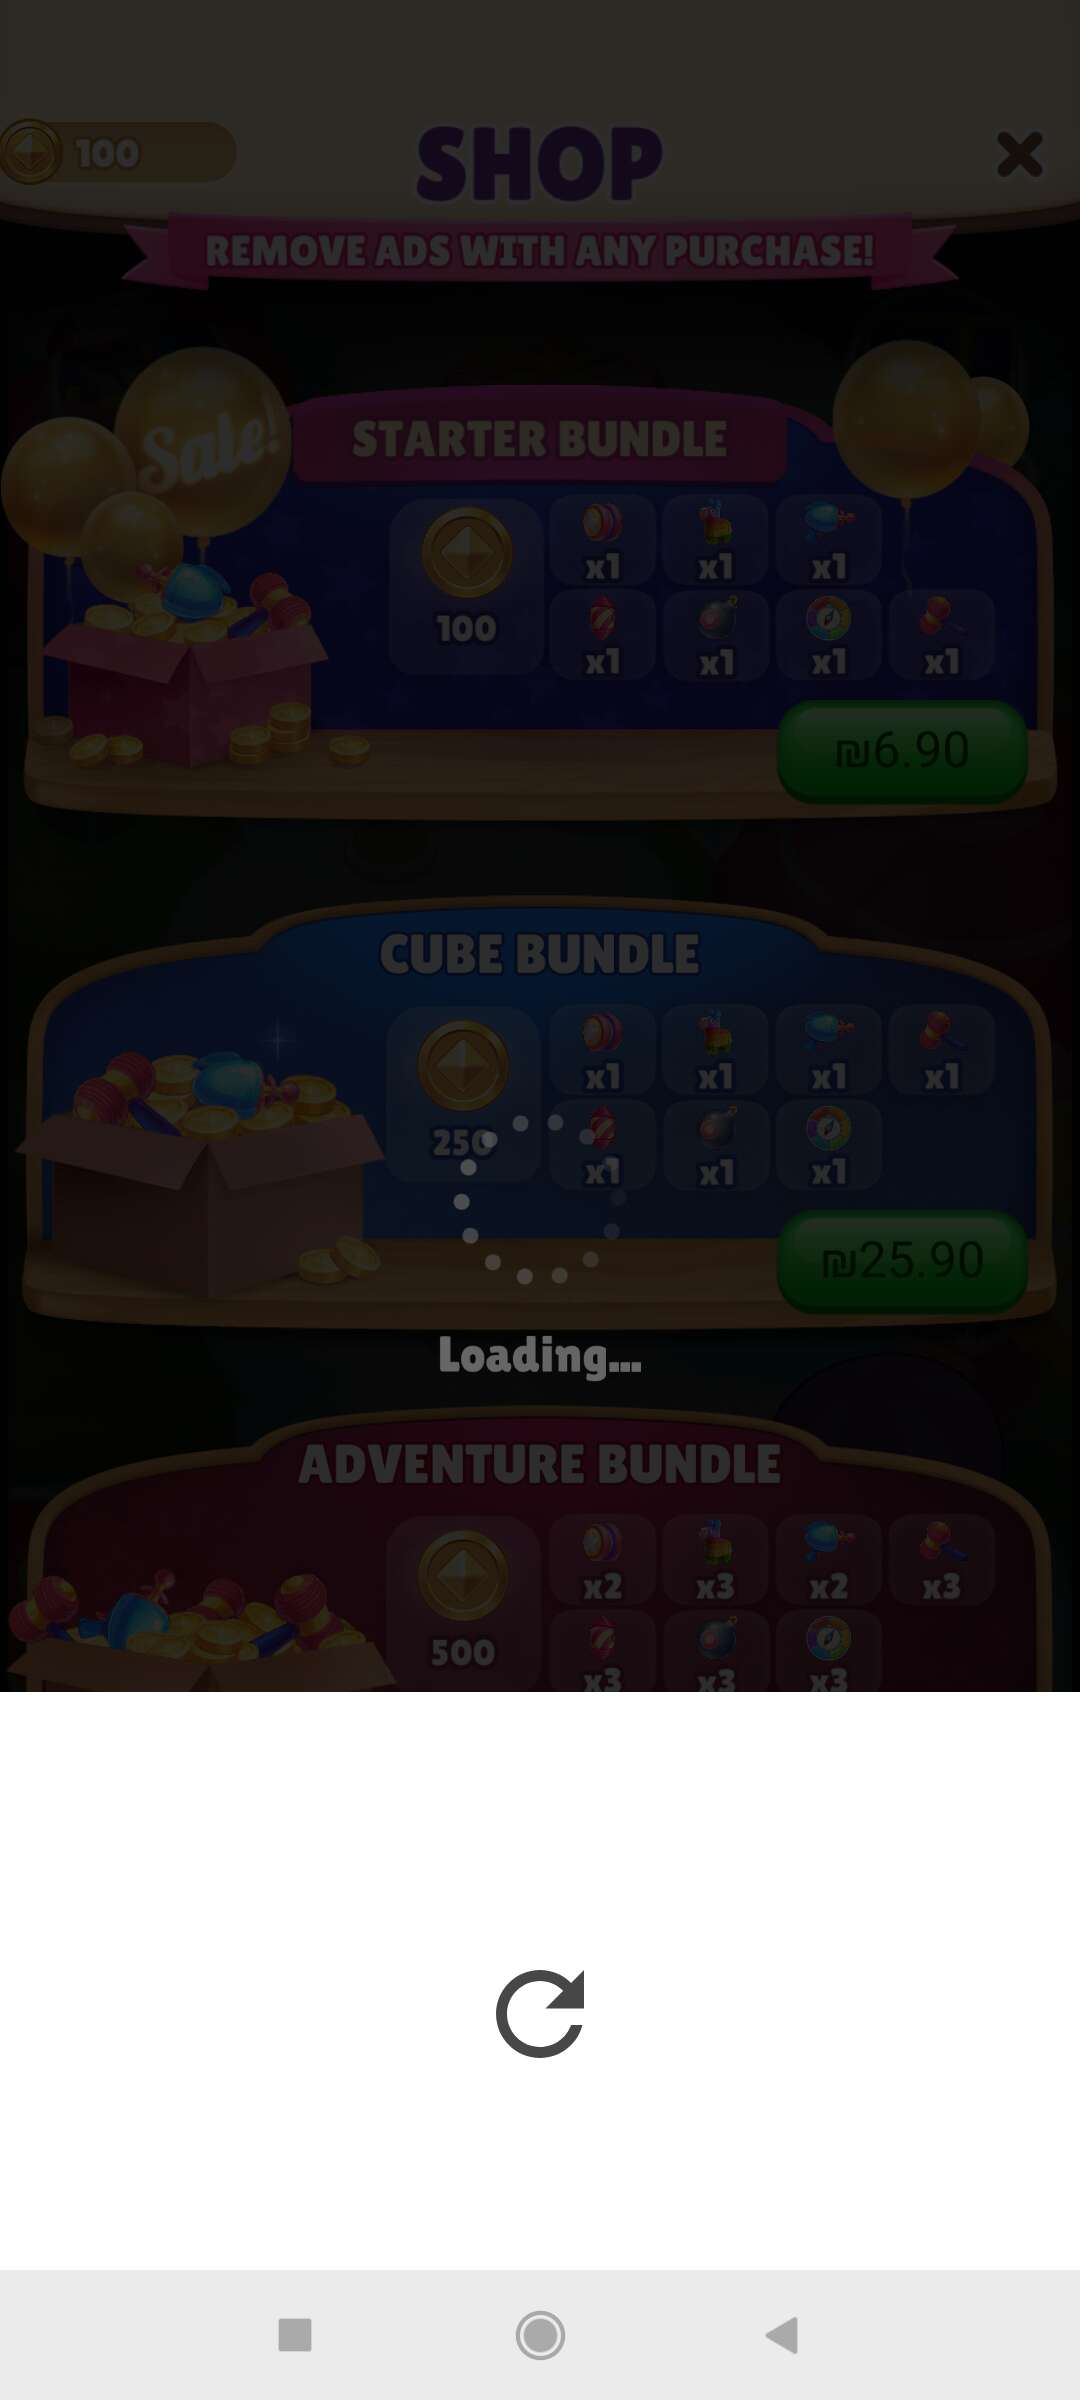 100
SHOP
REMOVE ADS WITH ANY PURCHASE!
Sale!
STARTER BUNDLE
x1 x1 x1
100
x1 x1 x1 x1
₪6.90
CUBE BUNDLE
x1 x1 x1 x1
250
x1 x1 x1
₪25.90
Loading...
ADVENTURE BUNDLE
x2 x3 x2 x3
500
x3 x3 x3